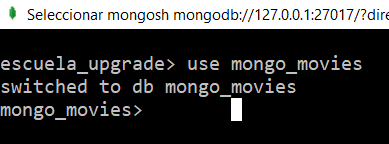 Seleccionar mongosh mongodb://127.0.0.1:27017/?dire
escuela_upgrade> use mongo_movies
switched to db mongo_movies
mongo_movies>